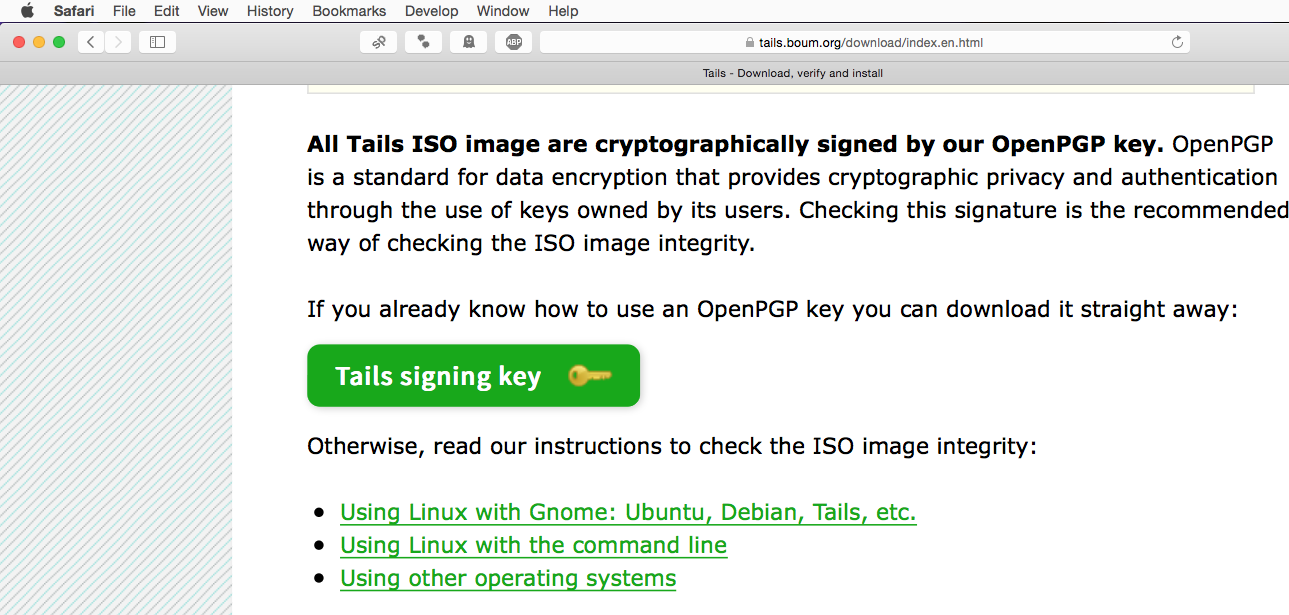 Safari File Edit View History Bookmarks Develop Window Help
ABP tails.boum.org/download/index.en.html
Tails - Download, verify and install
All Tails ISO image are cryptographically signed by our OpenPGP key. OpenPGP
is a standard for data encryption that provides cryptographic privacy and authentication
through the use of keys owned by its users. Checking this signature is the recommended
way of checking the ISO image integrity.
If you already know how to use an OpenPGP key you can download it straight away:
Tails signing key
Otherwise, read our instructions to check the ISO image integrity:
Using Linux with Gnome: Ubuntu, Debian, Tails, etc.
Using Linux with the command line
Using other operating systems